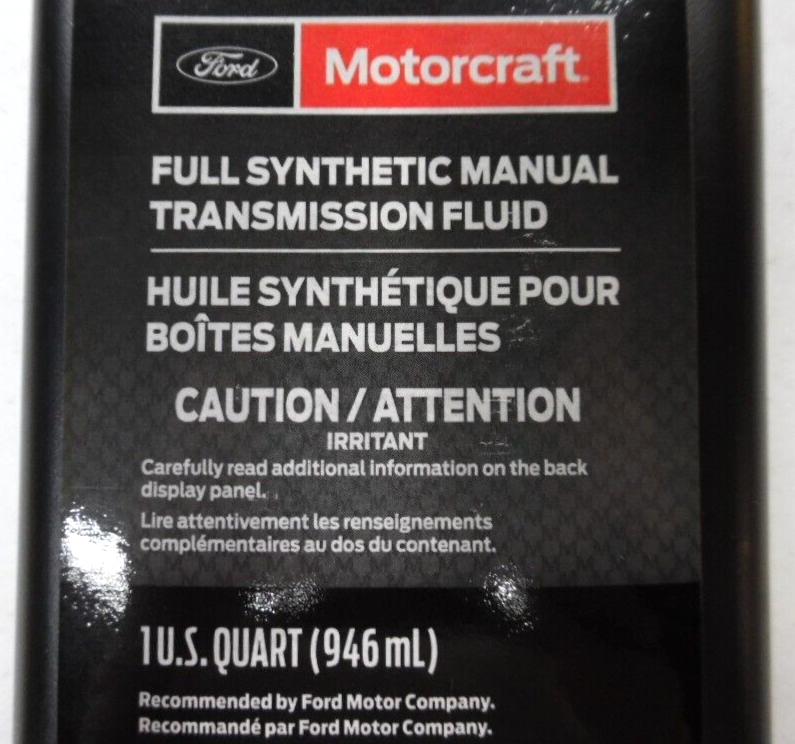 Ford Motorcraft
FULL SYNTHETIC MANUAL
TRANSMISSION FLUID
HUILE SYNTHÉTIQUE POUR
BOÎTES MANUELLES
CAUTION / ATTENTION
IRRITANT
Carefully read additional information on the back
display panel.
Lire attentivement les renseignements
complémentaires au dos du contenant.
1 U.S. QUART (946 mL)
Recommended by Ford Motor Company.
Recommandé par Ford Motor Company.